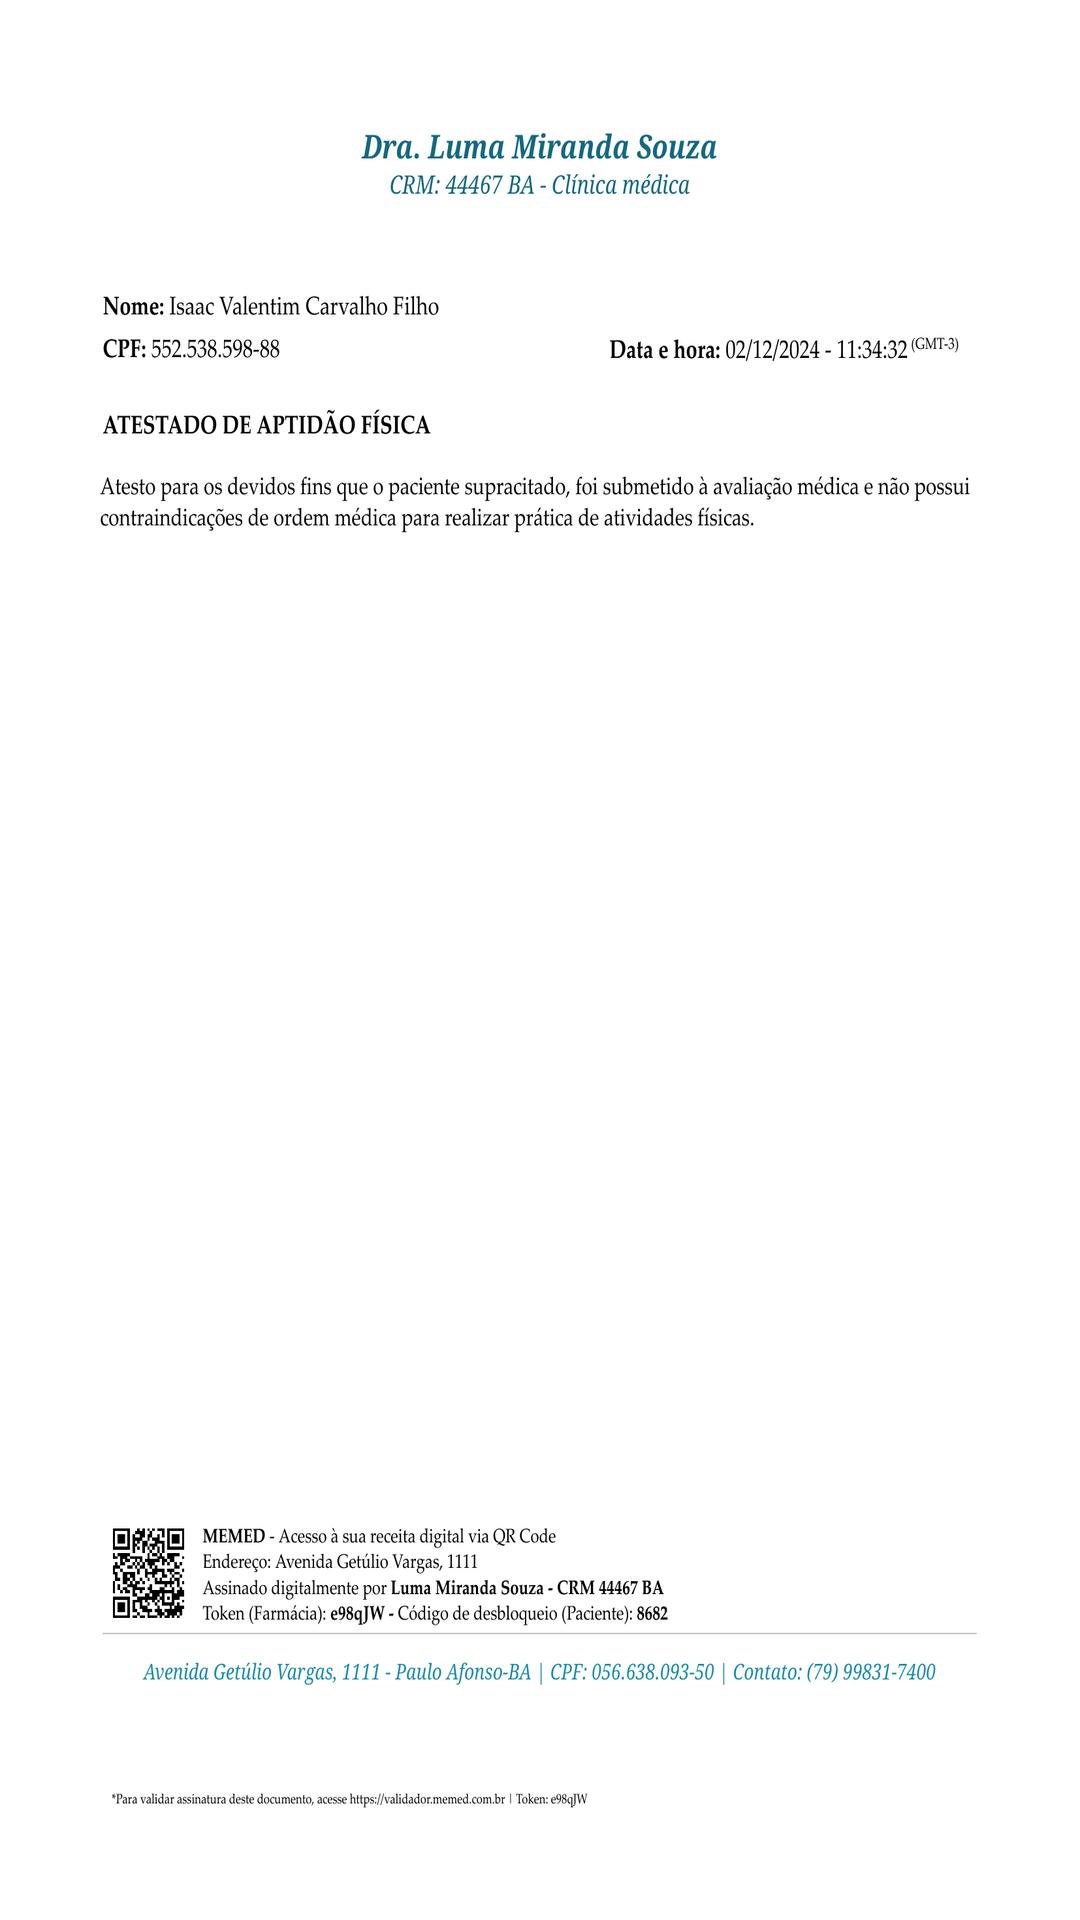 Dra. Luma Miranda Souza
CRM: 44467 BA - Clínica médica
Nome: Isaac Valentim Carvalho Filho
CPF: 552.538.598-88
Data e hora: 02/12/2024 - 11:34:32 (GMT-3)
ATESTADO DE APTIDÃO FÍSICA
Atesto para os devidos fins que o paciente supracitado, foi submetido à avaliação médica e não possui
contraindicações de ordem médica para realizar prática de atividades físicas.
MEMED - Acesso à sua receita digital via QR Code
Endereço: Avenida Getúlio Vargas, 1111
Assinado digitalmente por Luma Miranda Souza - CRM 44467 BA
Token (Farmácia): e98qJW - Código de desbloqueio (Paciente): 8682
Avenida Getúlio Vargas, 1111 - Paulo Afonso-BA | CPF: 056.638.093-50 | Contato: (79) 99831-7400
*Para validar assinatura deste documento, acesse https://validador.memed.com.br | Token: e98qJW